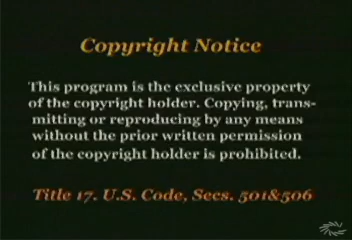 Copyright Notice
This program is the exclusive property
of the copyright holder. Copying, trans-
mitting or reproducing by any means
without the prior written permission
of the copyright holder is prohibited.
Title 17. U.S. Code, Secs. 501&506